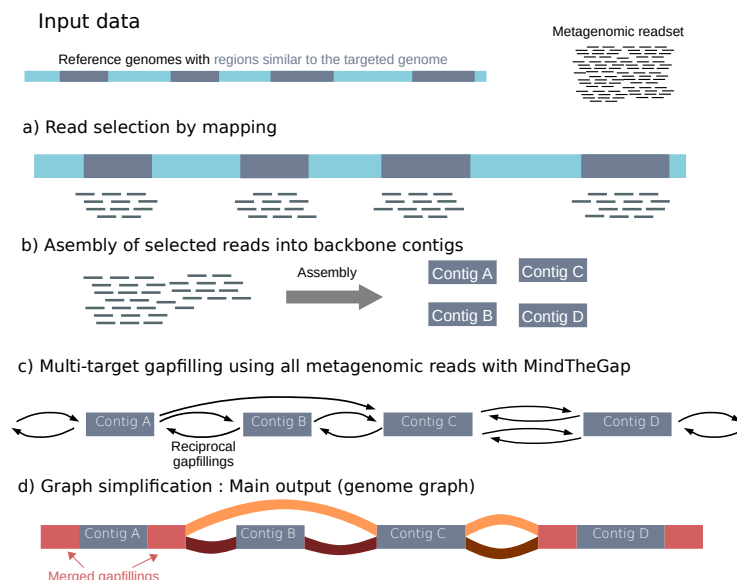 Input data
Metagenomic readset
Reference genomes with regions similar to the targeted genome
a) Read selection by mapping
b) Asembly of selected reads into backbone contigs
Assembly
Contig A
Contig C
Contig B
Contig D
c) Multi-target gapfilling using all metagenomic reads with MindTheGap
Contig A
Contig B
Contig C
Contig D
Reciprocal
gapfillings
d) Graph simplification : Main output (genome graph)
Contig A
Contig B
Contig C
Contig D
Merged gapfillings